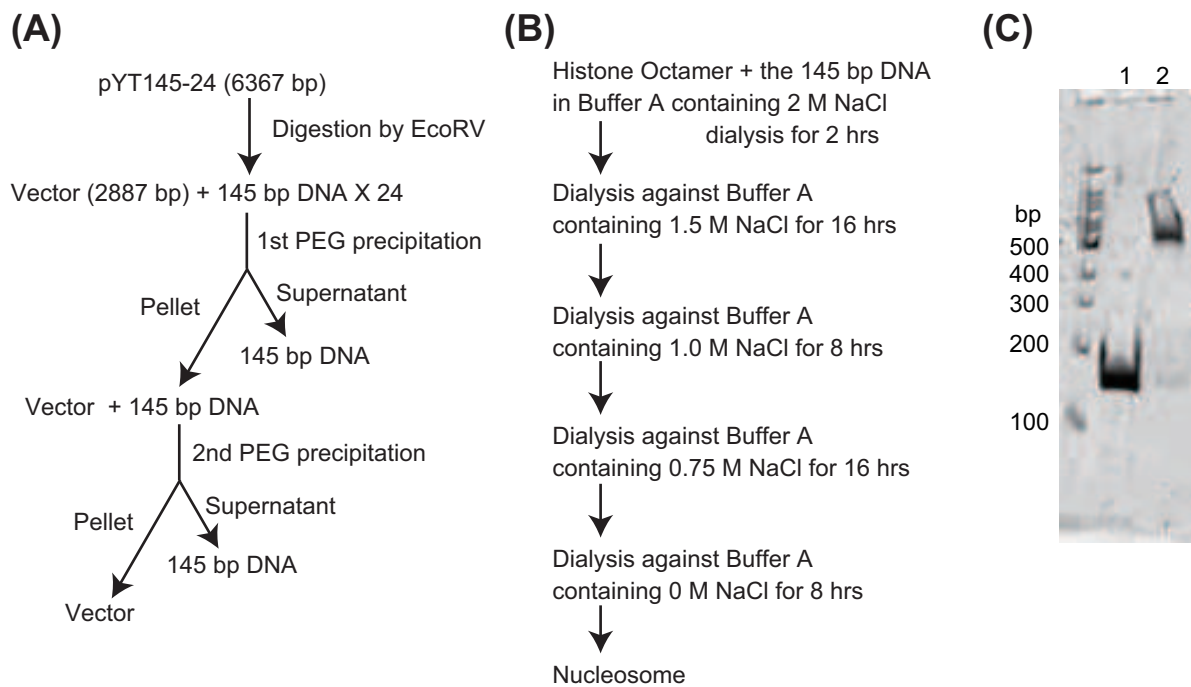 (A)
pYT145-24 (6367 bp)
Digestion by EcoRV
Vector (2887 bp) + 145 bp DNA X 24
1st PEG precipitation
Pellet
Supernatant
145 bp DNA
Vector + 145 bp DNA
2nd PEG precipitation
Pellet
Supernatant
145 bp DNA
Vector
(B)
Histone Octamer + the 145 bp DNA
in Buffer A containing 2 M NaCl
dialysis for 2 hrs
Dialysis against Buffer A
containing 1.5 M NaCl for 16 hrs
Dialysis against Buffer A
containing 1.0 M NaCl for 8 hrs
Dialysis against Buffer A
containing 0.75 M NaCl for 16 hrs
Dialysis against Buffer A
containing 0 M NaCl for 8 hrs
Nucleosome
(C)
1 2
bp
500
400
300
200
100